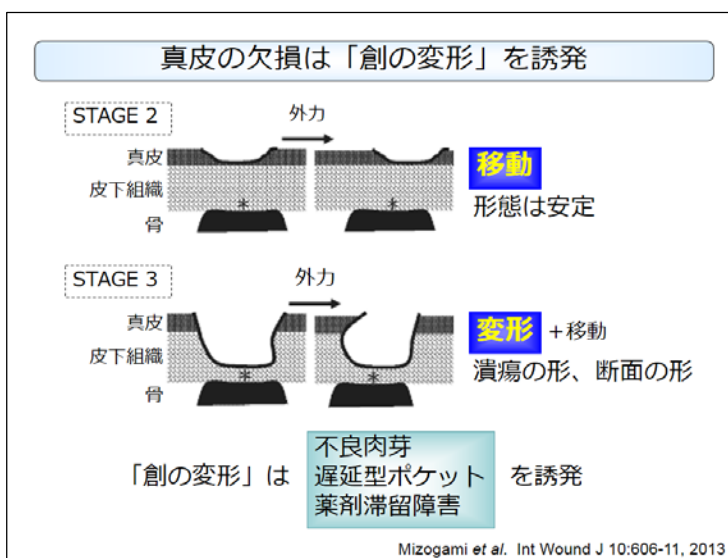 真皮の欠損は「創の変形」を誘発
STAGE 2
外力
真皮
皮下組織
骨
*
*
移動
形態は安定
STAGE 3
外力
真皮
皮下組織
骨
*
*
変形 +移動
潰瘍の形、断面の形
不良肉芽
「創の変形」は 遅延型ポケット を誘発
薬剤滞留障害
Mizogami et al. Int Wound J 10:606-11, 2013